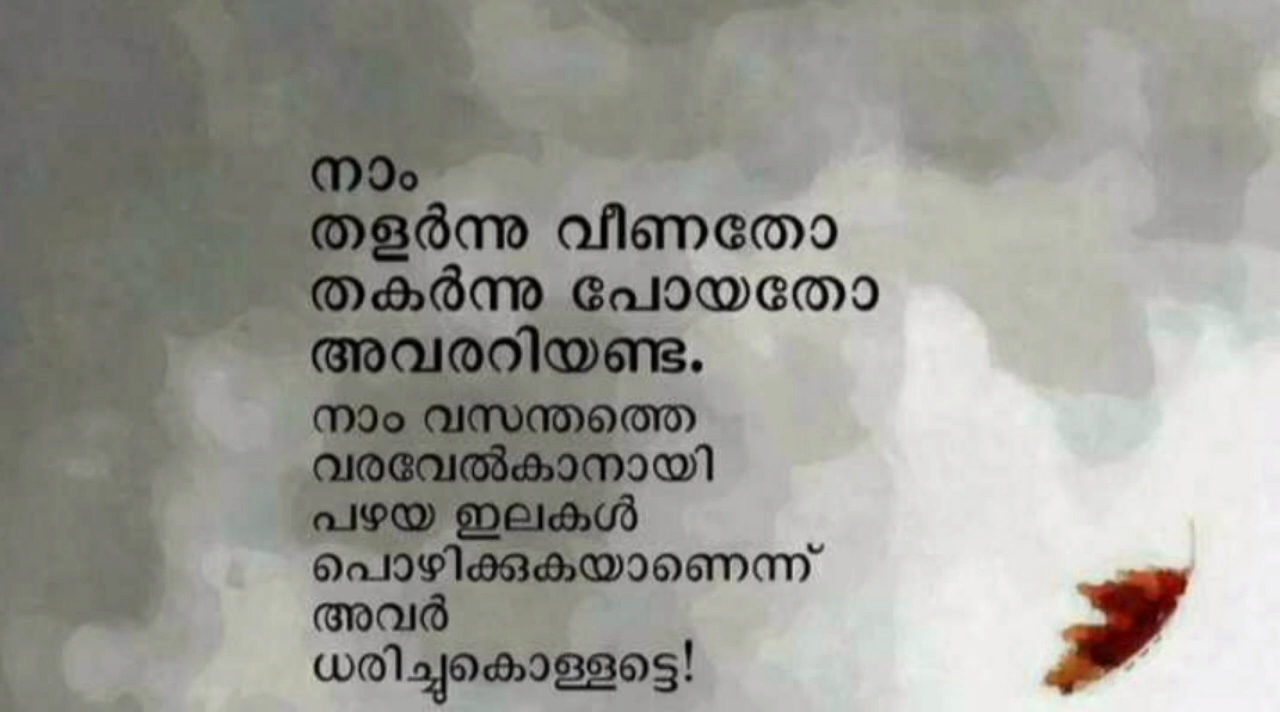 നാം
തളർന്നു വീണതോ
തകർന്നു പോയതോ
അവരറിയണ്ട.
നാം വസന്തത്തെ
വരവേൽകാനായി
പഴയ ഇലകൾ
പൊഴിക്കുകയാണെന്ന്
അവർ
ധരിച്ചുകൊള്ളട്ടെ!